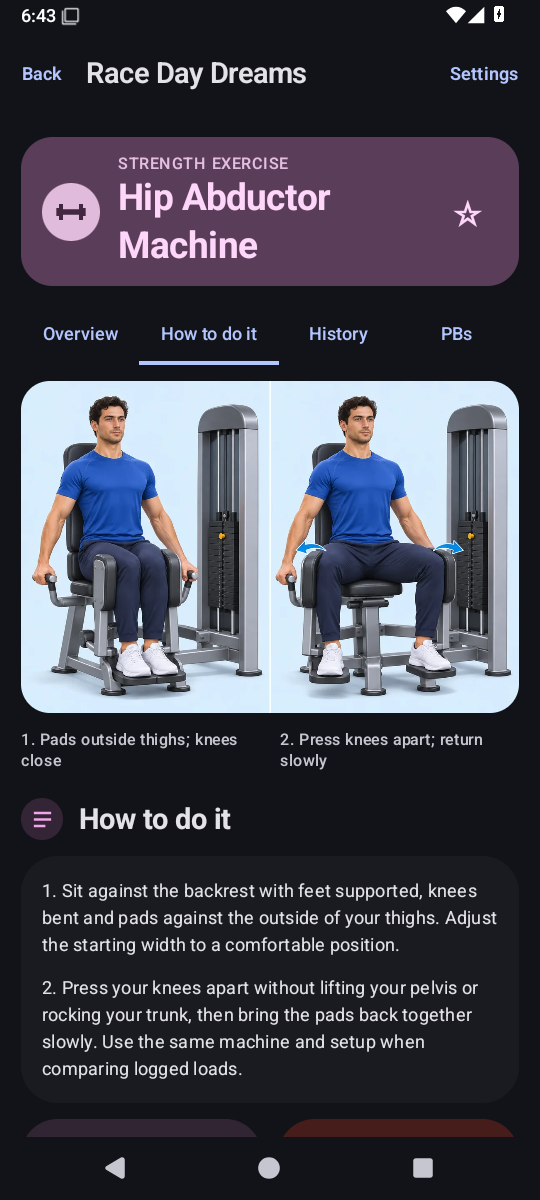 6:43
Back
Race Day Dreams
Settings
STRENGTH EXERCISE
Hip Abductor
Machine
Overview
How to do it
History
PBs
1. Pads outside thighs; knees
close
2. Press knees apart; return
slowly
How to do it
1. Sit against the backrest with feet supported, knees
bent and pads against the outside of your thighs. Adjust
the starting width to a comfortable position.
2. Press your knees apart without lifting your pelvis or
rocking your trunk, then bring the pads back together
slowly. Use the same machine and setup when
comparing logged loads.